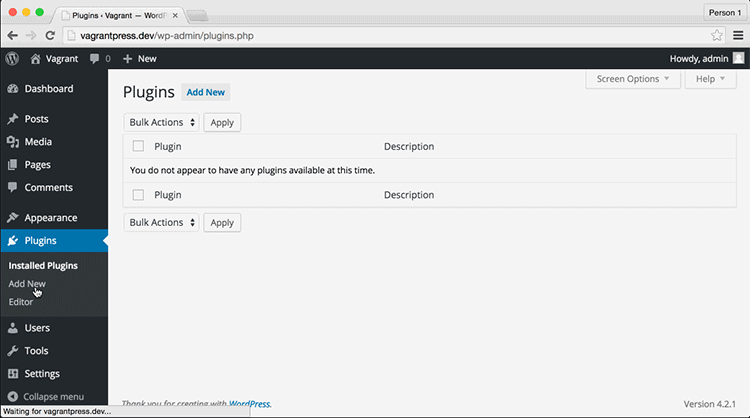 Plugins ‹ Vagrant — WordP
Person 1
vagrantpress.dev/wp-admin/plugins.php
Vagrant 0 + New Howdy, admin
Dashboard
Posts
Media
Pages
Comments
Appearance
Plugins
Installed Plugins
Add New
Editor
Users
Tools
Settings
Collapse menu
Screen Options Help
Plugins Add New
Bulk Actions Apply
Plugin Description
You do not appear to have any plugins available at this time.
Plugin Description
Bulk Actions Apply
Thank you for creating with WordPress.
Version 4.2.1
Waiting for vagrantpress.dev...